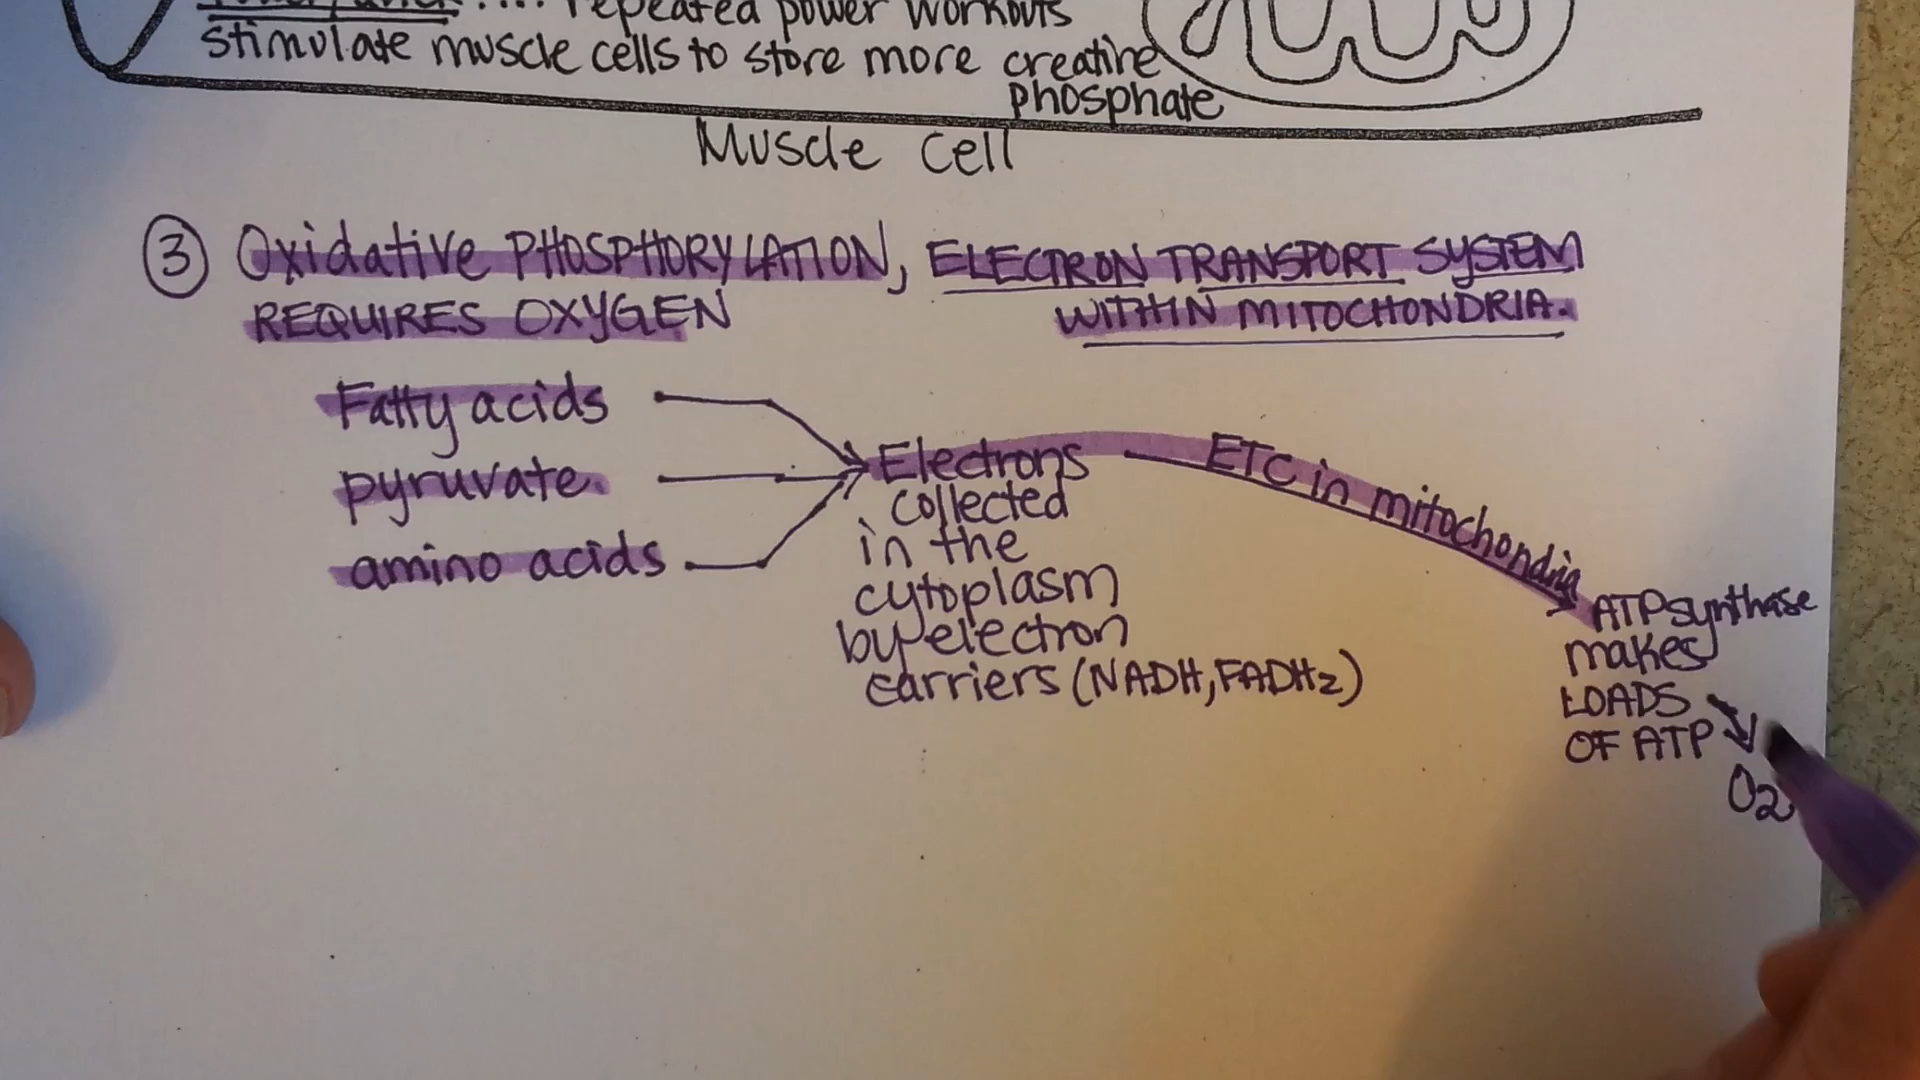 repeated power workouts
stimulate muscle cells to store more creatine
phosphate
Muscle Cell
③ Oxidative PHOSPHORYLATION, ELECTRON TRANSPORT SYSTEM
REQUIRES OXYGEN WITHIN MITOCHONDRIA.
Fatty acids
pyruvate
amino acids
Electrons
collected
in the
cytoplasm
by electron
carriers (NADH, FADH2)
ETC in mitochondria
ATP synthase
makes
LOADS
OF ATP
O2